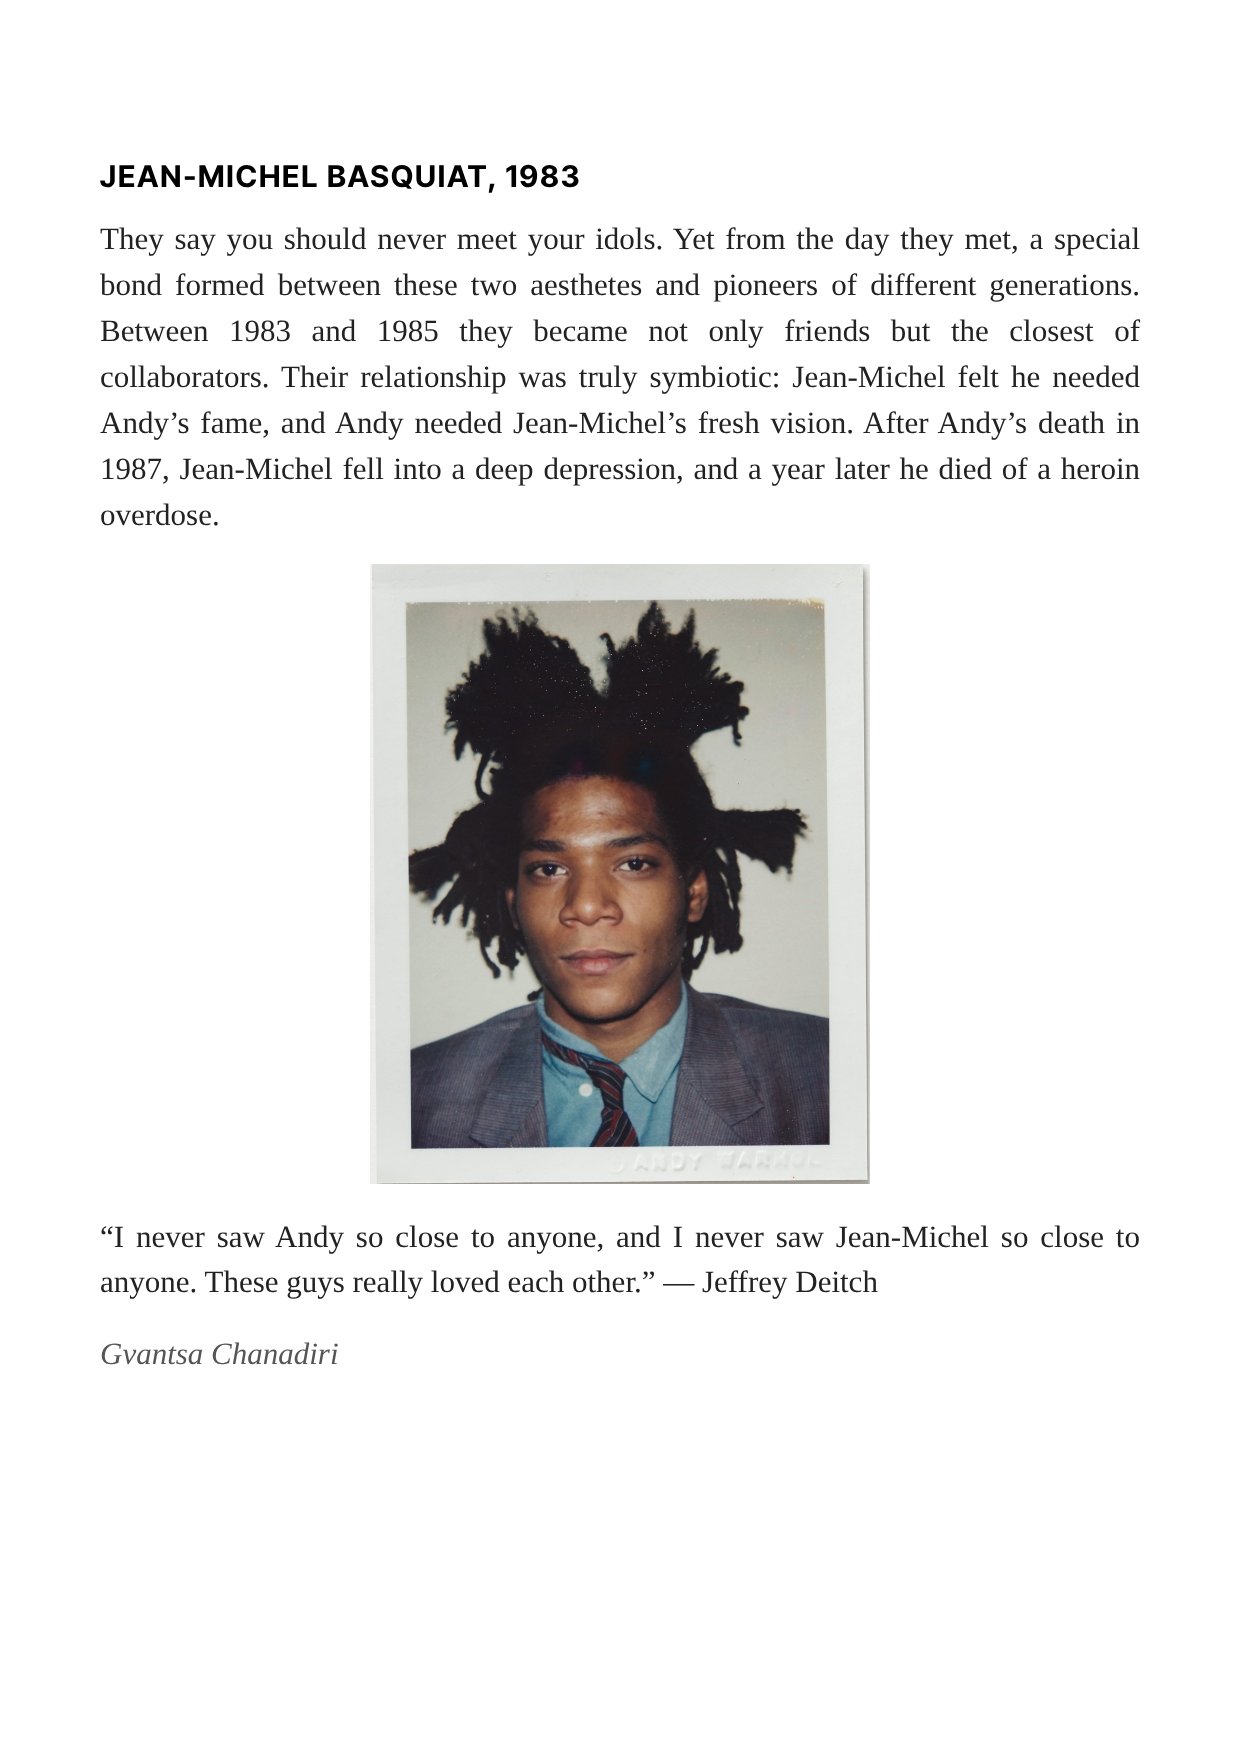 JEAN-MICHEL BASQUIAT, 1983
They say you should never meet your idols. Yet from the day they met, a special
bond formed between these two aesthetes and pioneers of different generations.
Between 1983 and 1985 they became not only friends but the closest of
collaborators. Their relationship was truly symbiotic: Jean-Michel felt he needed
Andy’s fame, and Andy needed Jean-Michel’s fresh vision. After Andy’s death in
1987, Jean-Michel fell into a deep depression, and a year later he died of a heroin
overdose.
© ANDY WARHOL
“I never saw Andy so close to anyone, and I never saw Jean-Michel so close to
anyone. These guys really loved each other.” — Jeffrey Deitch
Gvantsa Chanadiri